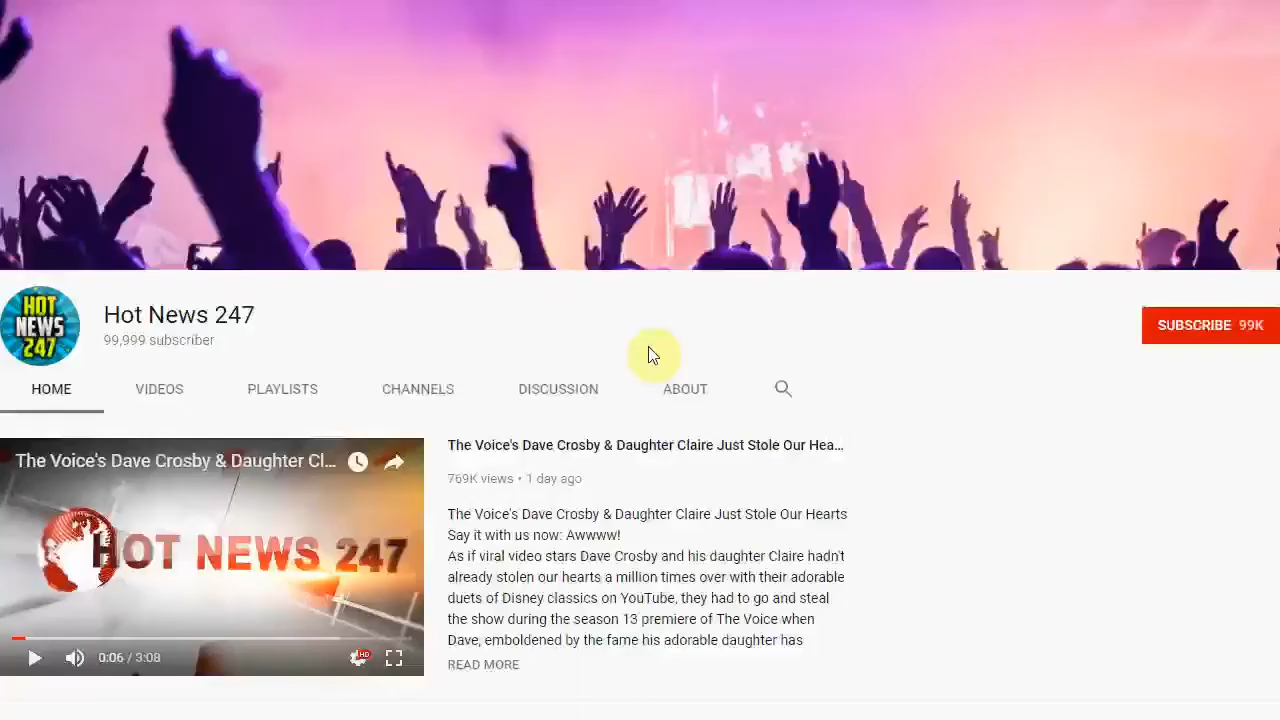 HOT
NEWS
247
Hot News 247
99,999 subscriber
SUBSCRIBE 99K
HOME
VIDEOS
PLAYLISTS
CHANNELS
DISCUSSION
ABOUT
The Voice's Dave Crosby & Daughter Cl...
HOT NEWS 247
0:06 / 3:08
HD
The Voice's Dave Crosby & Daughter Claire Just Stole Our Hea...
769K views • 1 day ago
The Voice's Dave Crosby & Daughter Claire Just Stole Our Hearts
Say it with us now: Awwww!
As if viral video stars Dave Crosby and his daughter Claire hadn't
already stolen our hearts a million times over with their adorable
duets of Disney classics on YouTube, they had to go and steal
the show during the season 13 premiere of The Voice when
Dave, emboldened by the fame his adorable daughter has
READ MORE